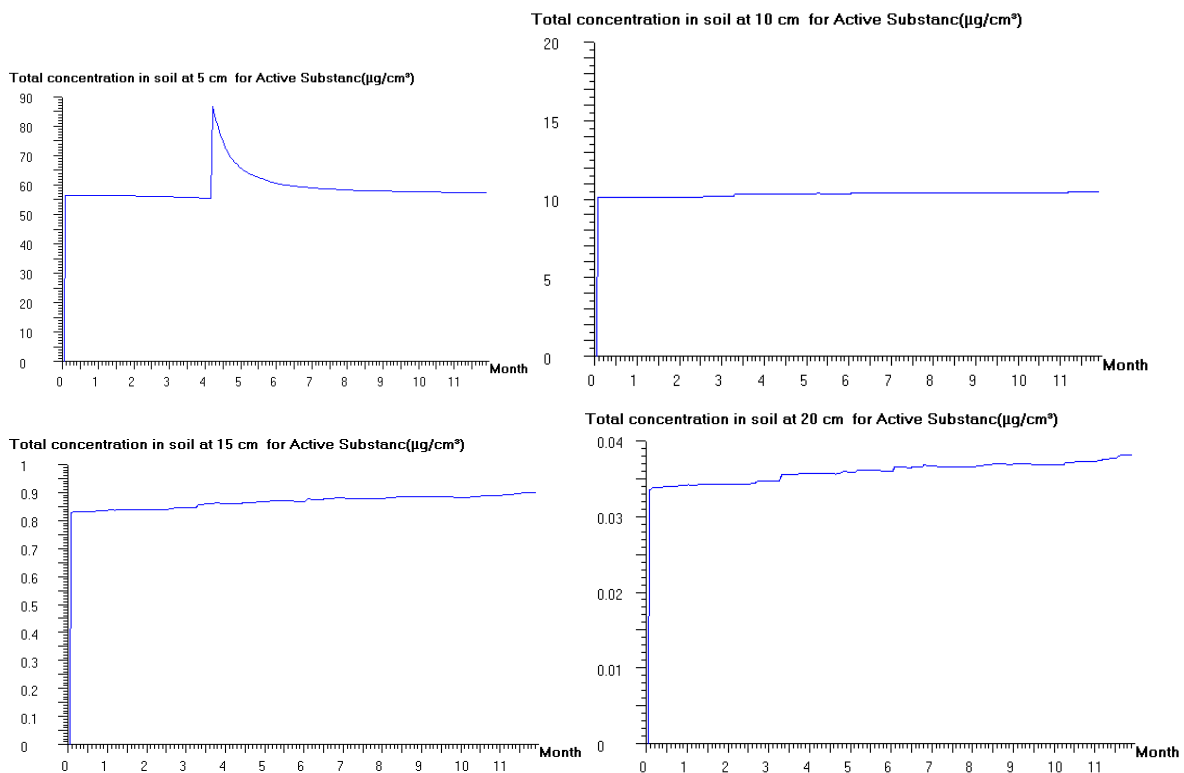 Total concentration in soil at 5 cm for Active Substanc(µg/cm³)
90
80
70
60
50
40
30
20
10
0
0 1 2 3 4 5 6 7 8 9 10 11
Month
Total concentration in soil at 10 cm for Active Substanc(µg/cm³)
20
15
10
5
0
0 1 2 3 4 5 6 7 8 9 10 11
Month
Total concentration in soil at 15 cm for Active Substanc(µg/cm³)
1
0.9
0.8
0.7
0.6
0.5
0.4
0.3
0.2
0.1
0
0 1 2 3 4 5 6 7 8 9 10 11
Month
Total concentration in soil at 20 cm for Active Substanc(µg/cm³)
0.04
0.03
0.02
0.01
0
0 1 2 3 4 5 6 7 8 9 10 11
Month